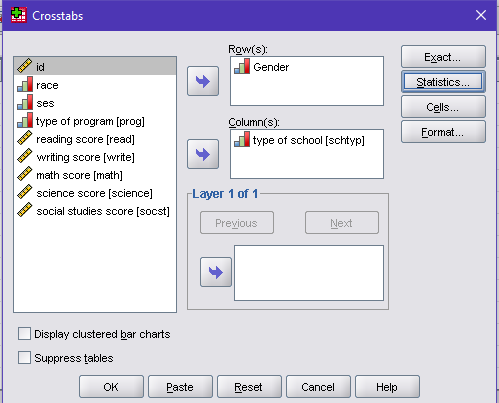 Crosstabs
id
race
ses
type of program [prog]
reading score [read]
writing score [write]
math score [math]
science score [science]
social studies score [socst]
Row(s):
Gender
Column(s):
type of school [schtyp]
Layer 1 of 1
Previous
Next
Exact...
Statistics...
Cells...
Format...
Display clustered bar charts
Suppress tables
OK
Paste
Reset
Cancel
Help